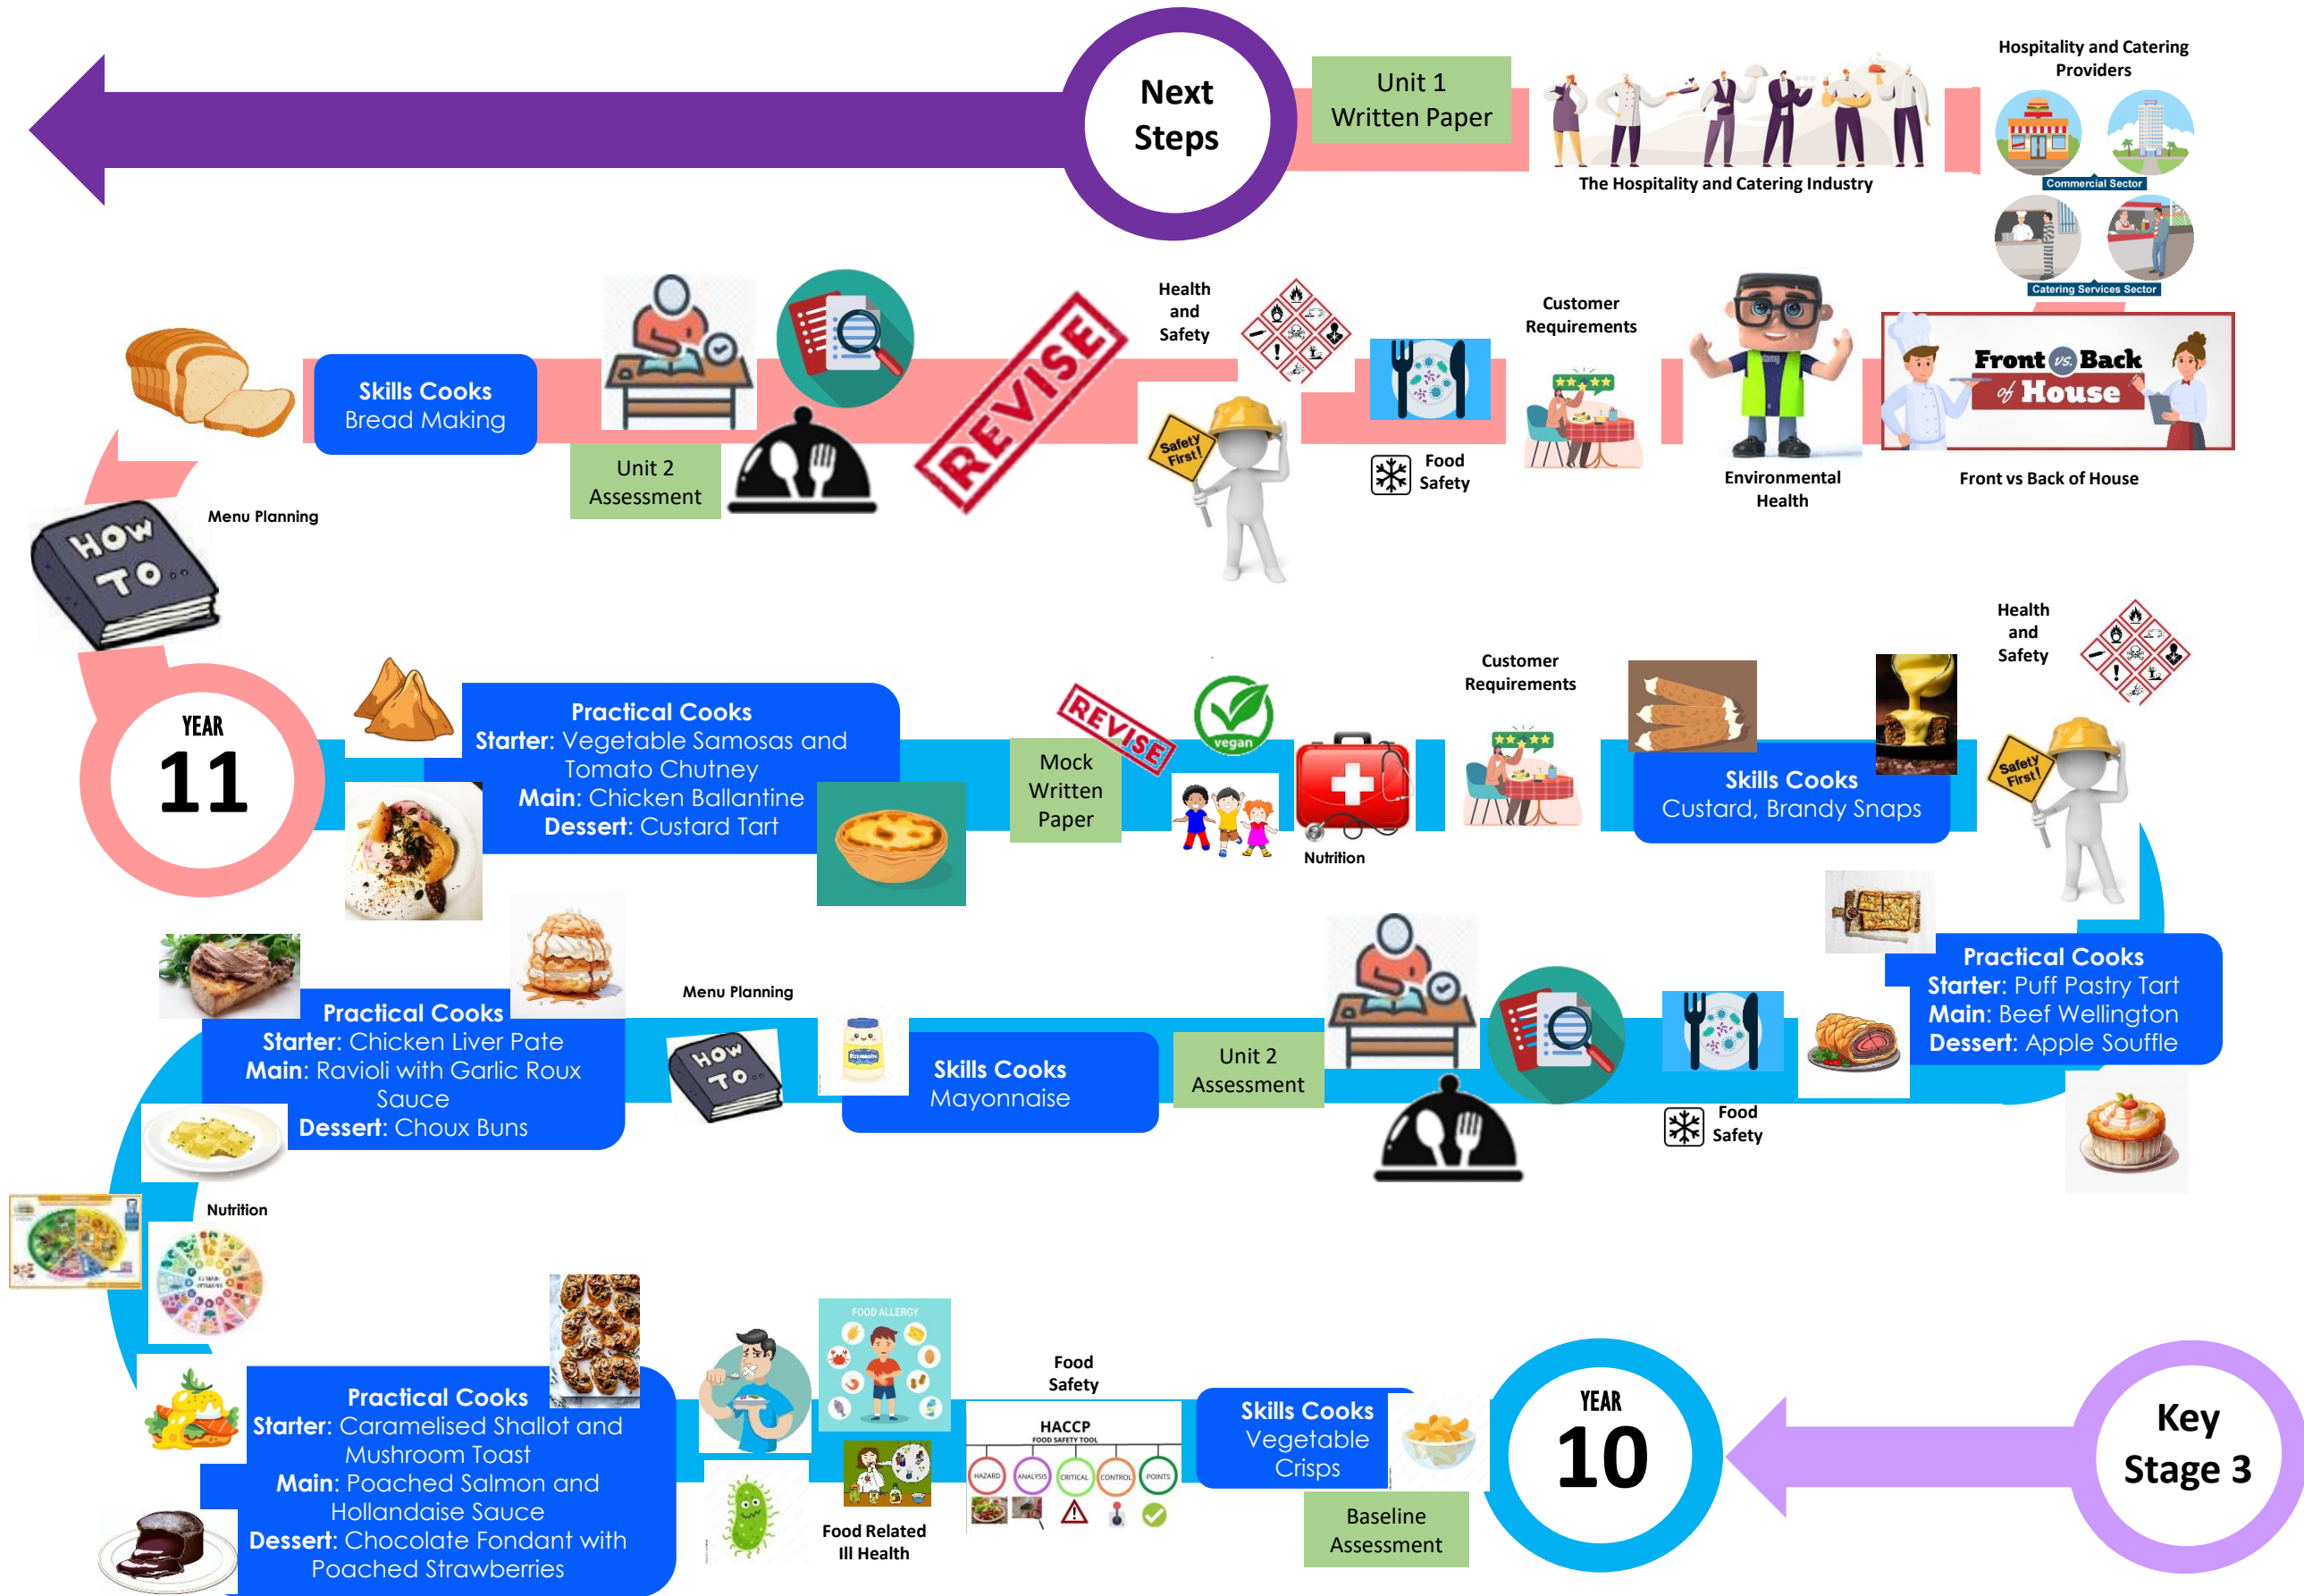 Next
Steps
Unit 1
Written Paper
The Hospitality and Catering Industry
Hospitality and Catering
Providers
Commercial Sector
Catering Services Sector
Skills Cooks
Bread Making
Unit 2
Assessment
REVISE
Health
and
Safety
Safety
First!
Food
Safety
Customer
Requirements
Environmental
Health
Front vs. Back
of House
Front vs Back of House
HOW
TO..
Menu Planning
YEAR
11
Practical Cooks
Starter: Vegetable Samosas and
Tomato Chutney
Main: Chicken Ballantine
Dessert: Custard Tart
Mock
Written
Paper
REVISE
vegan
Nutrition
Customer
Requirements
Skills Cooks
Custard, Brandy Snaps
Health
and
Safety
Safety
First!
Practical Cooks
Starter: Chicken Liver Pate
Main: Ravioli with Garlic Roux
Sauce
Dessert: Choux Buns
Menu Planning
HOW
TO..
Skills Cooks
Mayonnaise
Unit 2
Assessment
Food
Safety
Practical Cooks
Starter: Puff Pastry Tart
Main: Beef Wellington
Dessert: Apple Souffle
Nutrition
Practical Cooks
Starter: Caramelised Shallot and
Mushroom Toast
Main: Poached Salmon and
Hollandaise Sauce
Dessert: Chocolate Fondant with
Poached Strawberries
FOOD ALLERGY
Food Related
Ill Health
Food
Safety
HACCP
FOOD SAFETY TOOL
HAZARD ANALYSIS CRITICAL CONTROL POINTS
Skills Cooks
Vegetable
Crisps
Baseline
Assessment
YEAR
10
Key
Stage 3